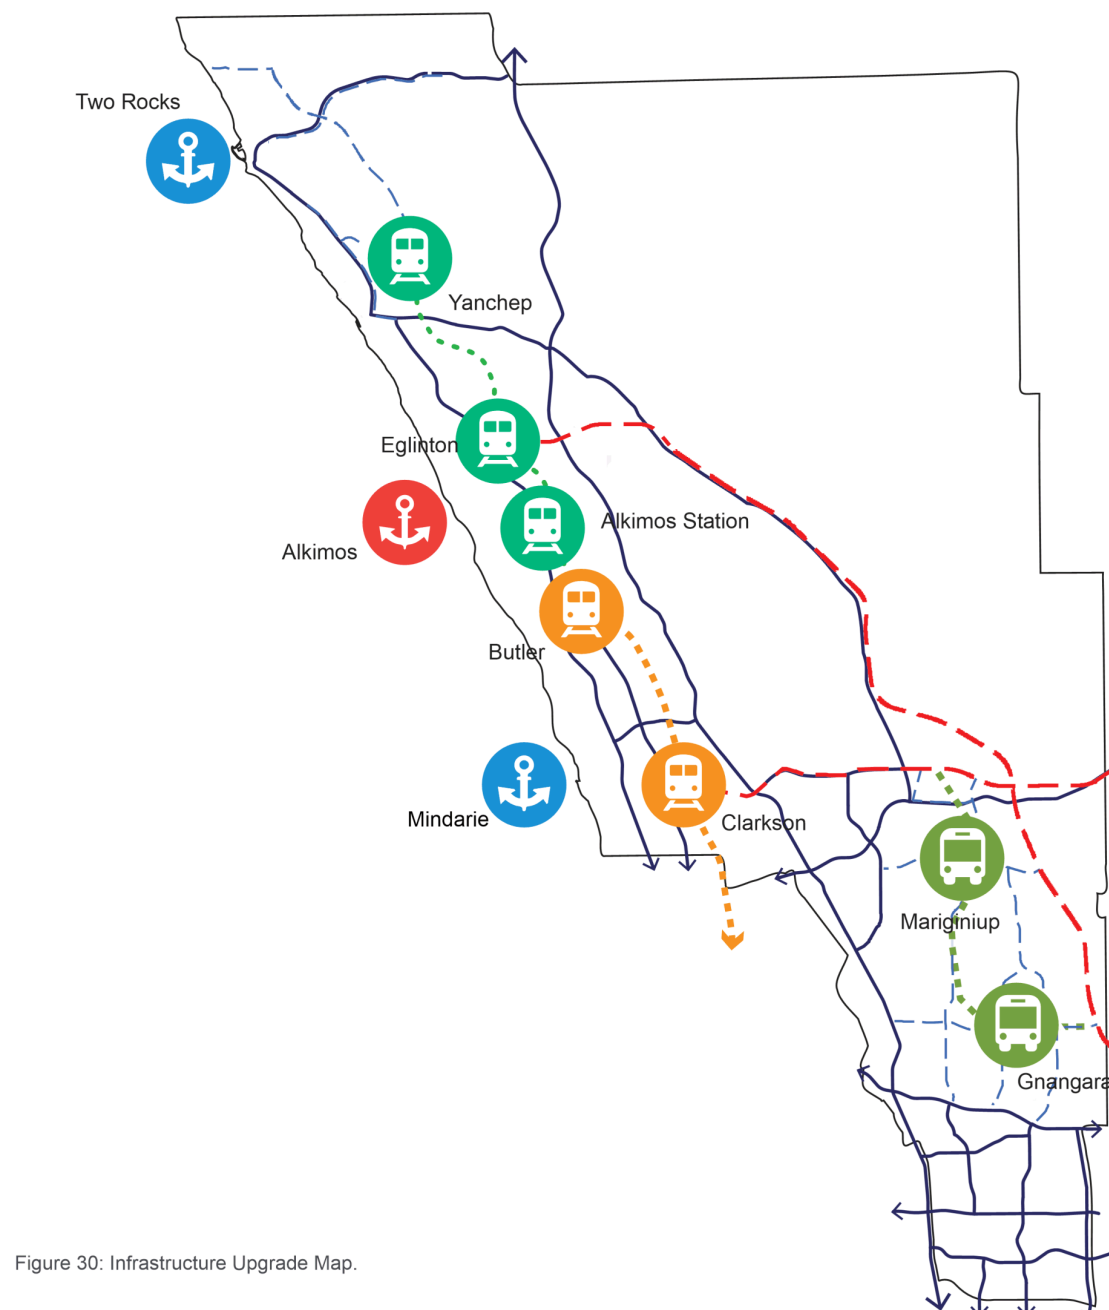 Two Rocks
Yanchep
Eglinton
Alkimos Station
Alkimos
Butler
Mindarie
Clarkson
Mariginiup
Gnangara
Figure 30: Infrastructure Upgrade Map.